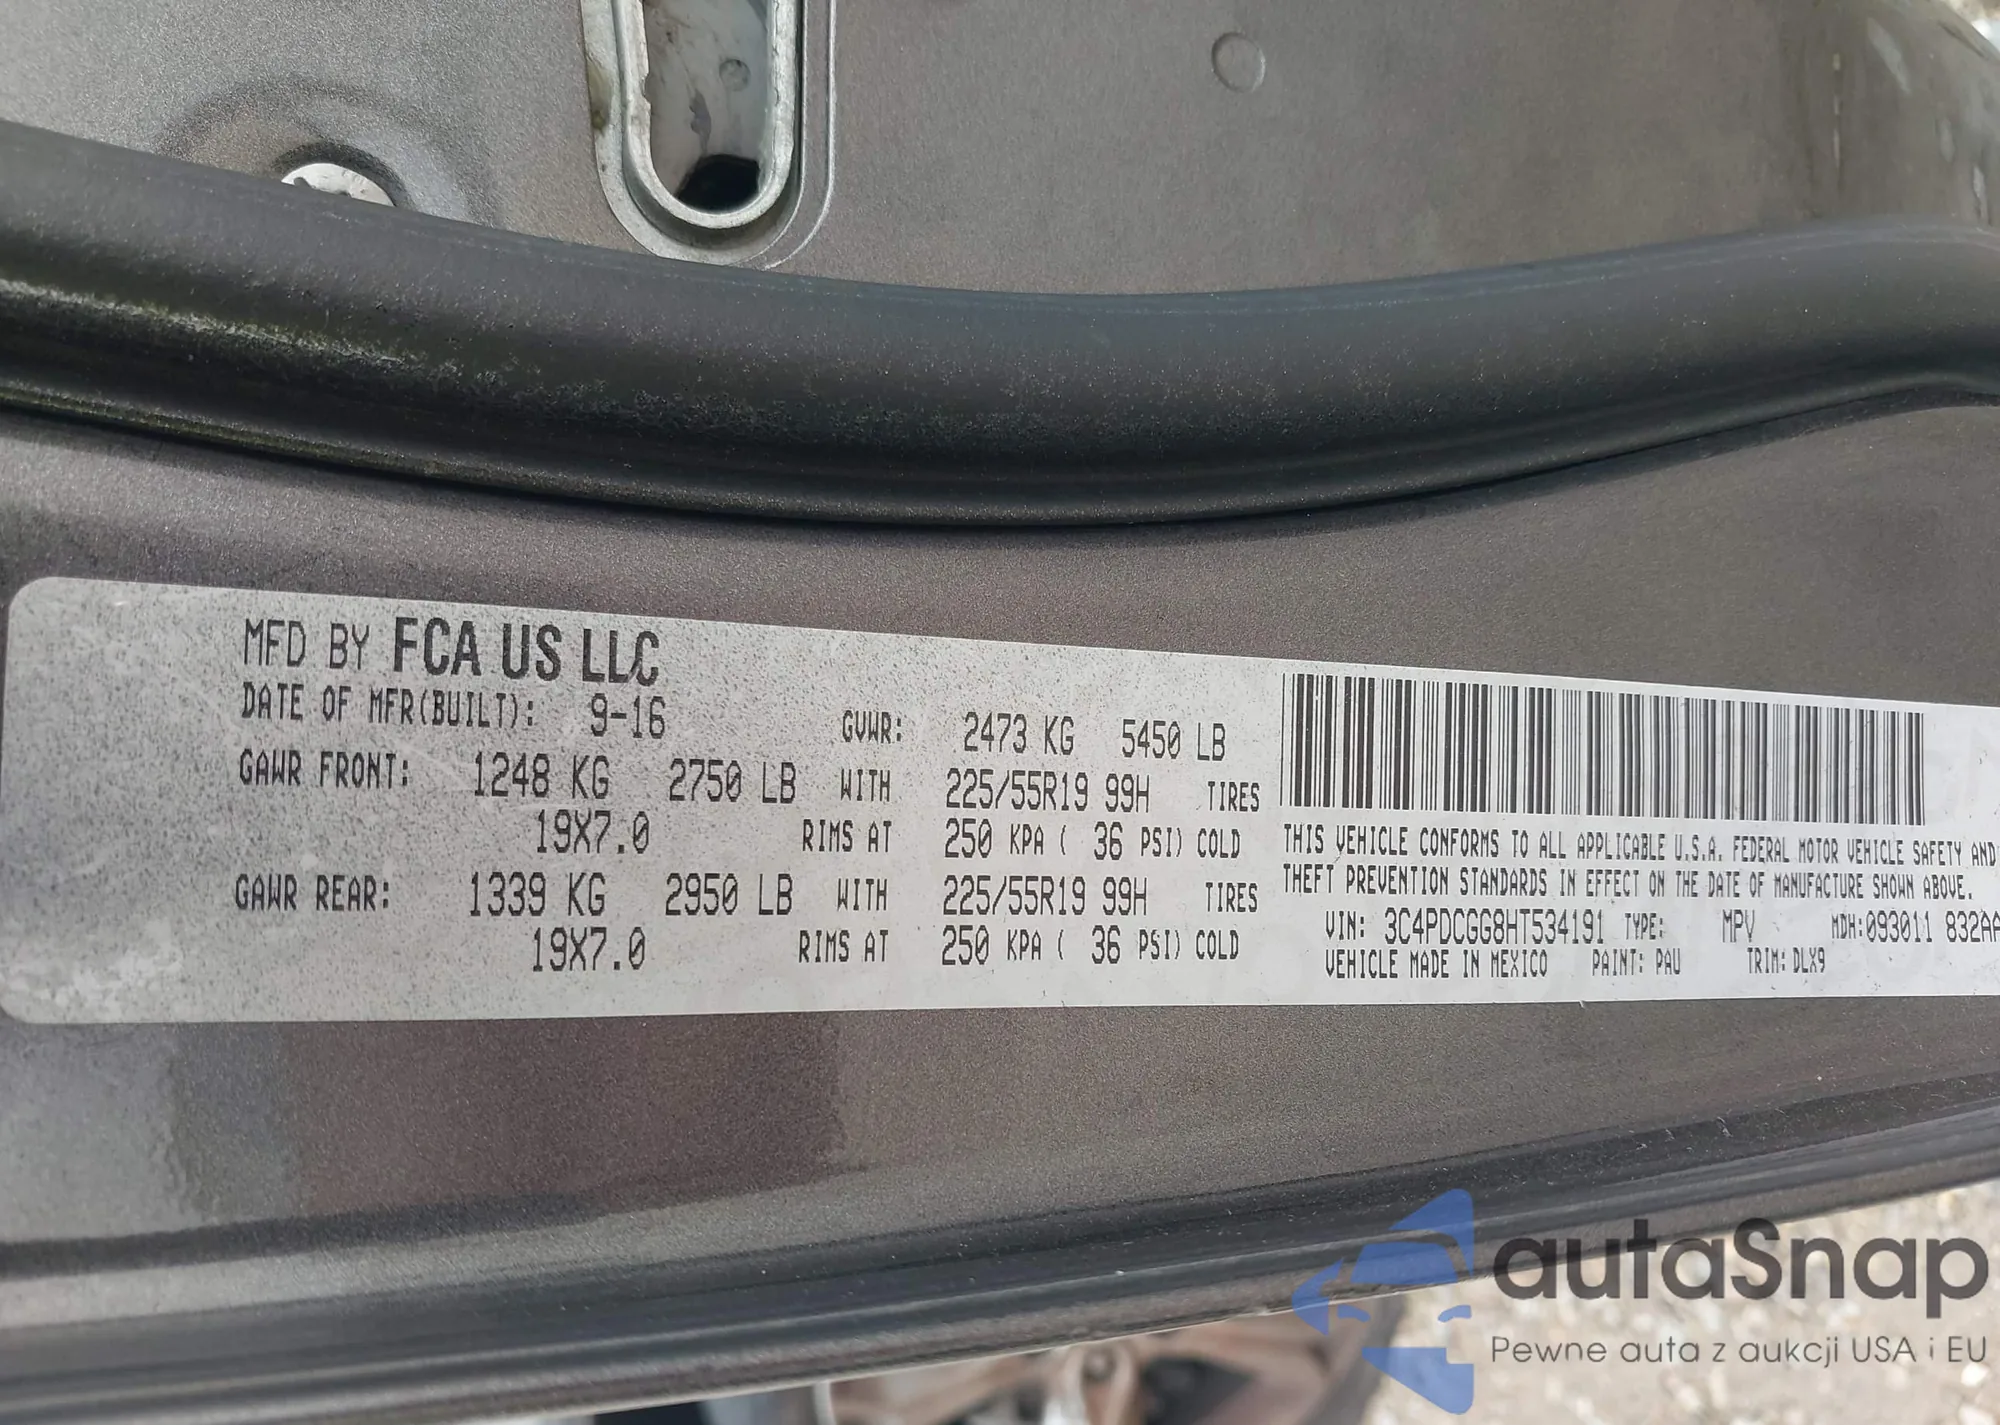 MFD BY FCA US LLC
DATE OF MFR(BUILT): 9-16 GVWR: 2473 KG 5450 LB
GAWR FRONT: 1248 KG 2750 LB WITH 225/55R19 99H TIRES
19X7.0 RIMS AT 250 KPA ( 36 PSI) COLD
GAWR REAR: 1339 KG 2950 LB WITH 225/55R19 99H TIRES
19X7.0 RIMS AT 250 KPA ( 36 PSI) COLD
THIS VEHICLE CONFORMS TO ALL APPLICABLE U.S.A. FEDERAL MOTOR VEHICLE SAFETY AND
THEFT PREVENTION STANDARDS IN EFFECT ON THE DATE OF MANUFACTURE SHOWN ABOVE.
VIN: 3C4PDCGG8HT534191 TYPE: MPV MDH:093011 832AA
VEHICLE MADE IN MEXICO PAINT: PAU TRIM: DLX9
autaSnap
Pewne auta z aukcji USA i EU